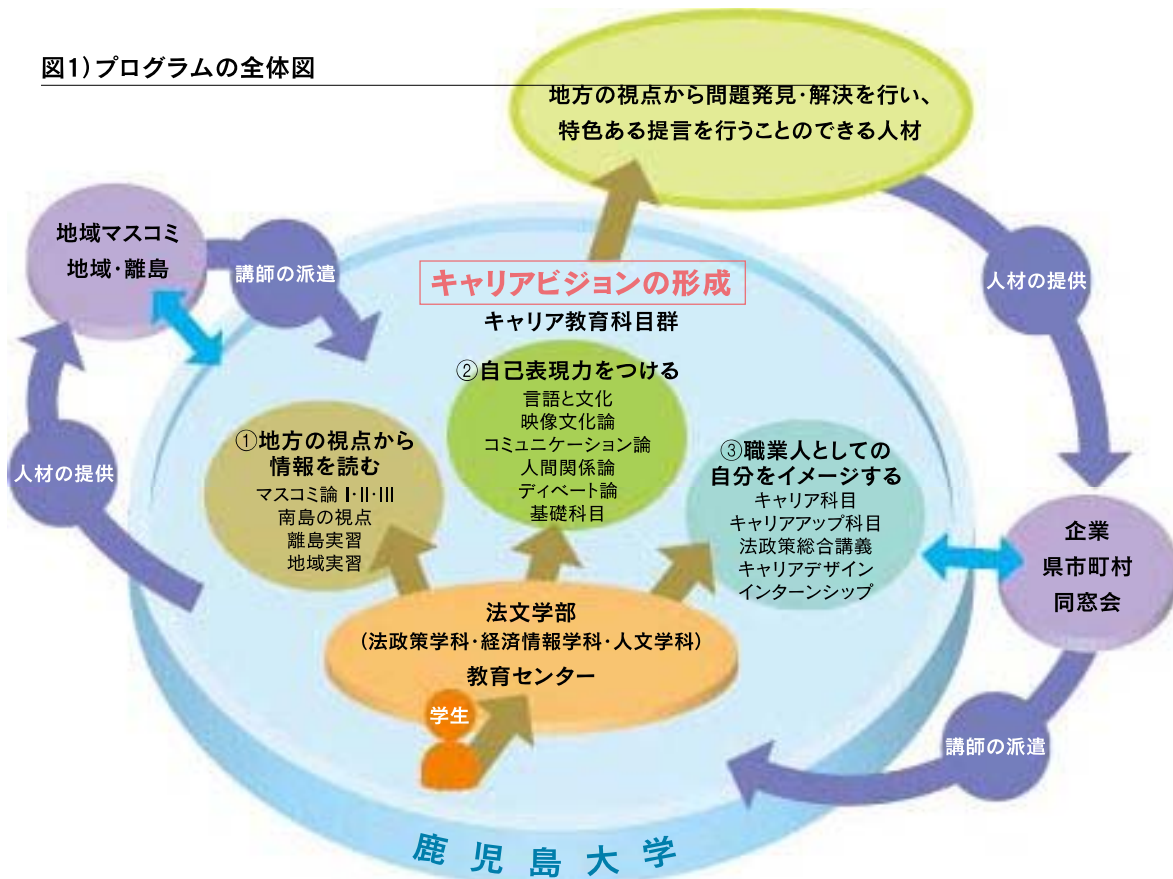 図1)プログラムの全体図
地方の視点から問題発見・解決を行い、
特色ある提言を行うことのできる人材
地域マスコミ
地域・離島
講師の派遣
人材の提供
キャリアビジョンの形成
キャリア教育科目群
②自己表現力をつける
言語と文化
映像文化論
コミュニケーション論
人間関係論
ディベート論
基礎科目
①地方の視点から
情報を読む
マスコミ論 I・II・III
南島の視点
離島実習
地域実習
③職業人としての
自分をイメージする
キャリア科目
キャリアアップ科目
法政策総合講義
キャリアデザイン
インターンシップ
人材の提供
企業
県市町村
同窓会
法文学部
(法政策学科・経済情報学科・人文学科)
教育センター
学生
講師の派遣
鹿児島大学